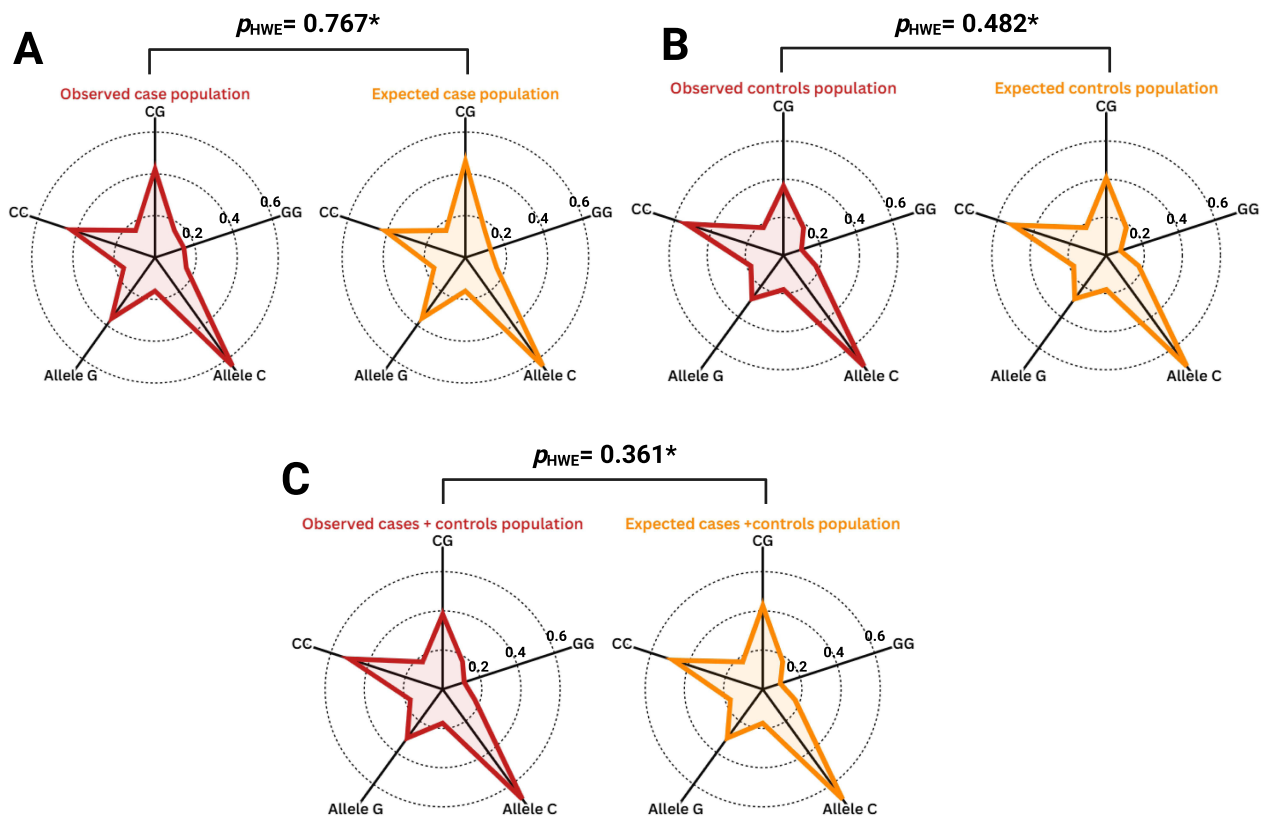 A
pHWE= 0.767*
Observed case population
Expected case population
CG
CG
CC
0.6
GG
0.4
0.2
CC
0.6
GG
0.4
0.2
Allele G
Allele C
Allele G
Allele C
B
pHWE= 0.482*
Observed controls population
Expected controls population
CG
CG
CC
0.6
GG
0.4
0.2
CC
0.6
GG
0.4
0.2
Allele G
Allele C
Allele G
Allele C
C
pHWE= 0.361*
Observed cases + controls population
Expected cases +controls population
CG
CG
CC
0.6
GG
0.4
0.2
CC
0.6
GG
0.4
0.2
Allele G
Allele C
Allele G
Allele C